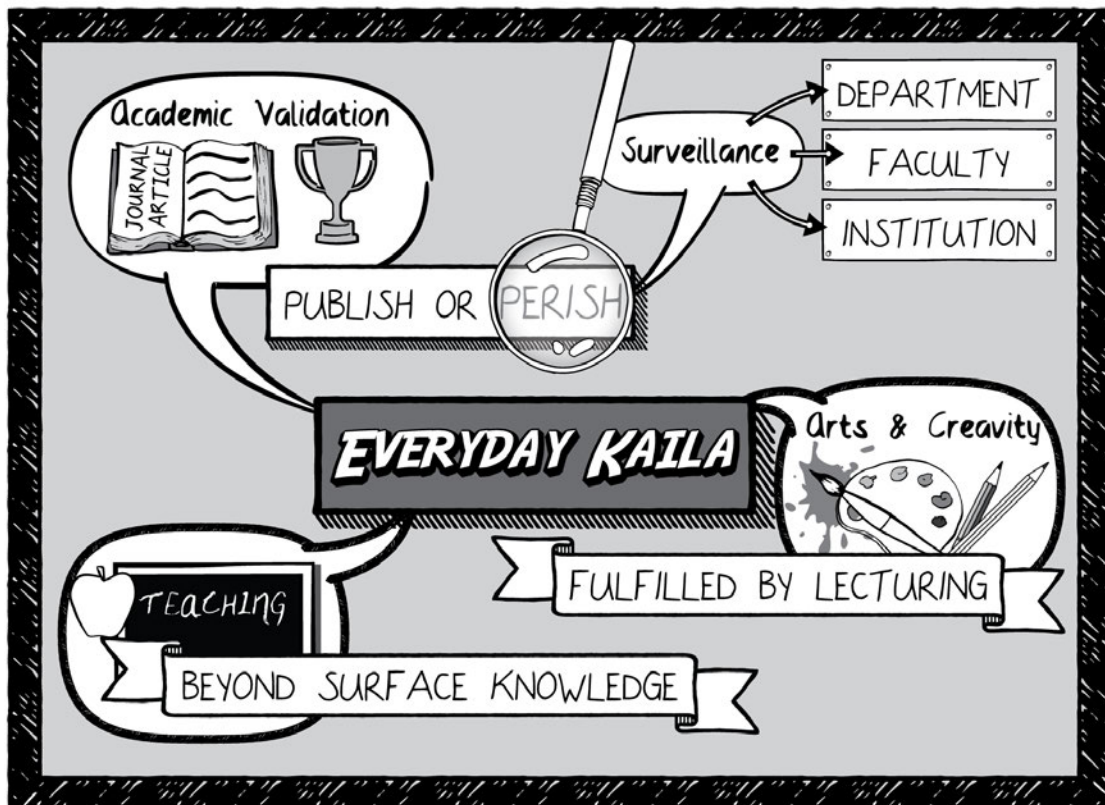 Academic Validation
JOURNAL
ARTICLE
Surveillance
DEPARTMENT
FACULTY
INSTITUTION
PUBLISH OR PERISH
EVERYDAY KAILA
Arts & Creavity
FULFILLED BY LECTURING
TEACHING
BEYOND SURFACE KNOWLEDGE